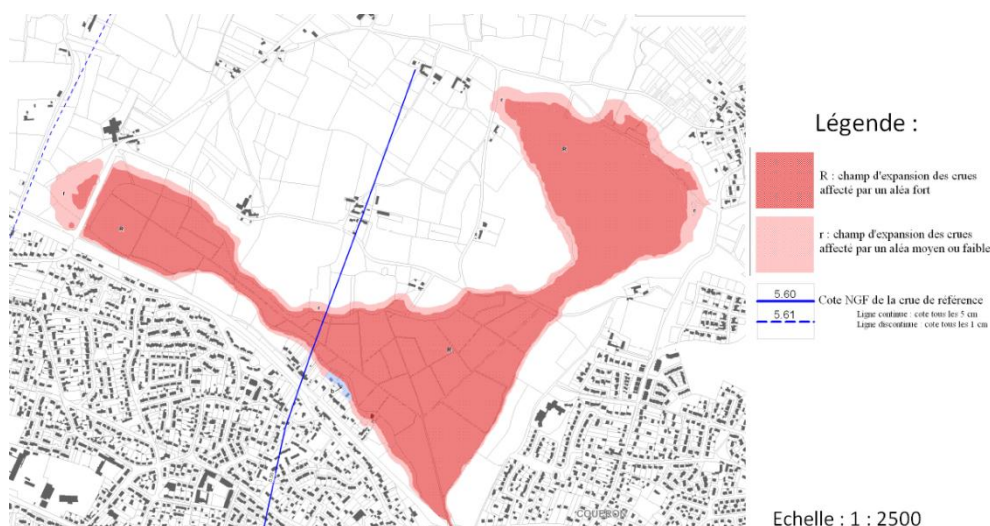 Légende :
R : champ d'expansion des crues
affecté par un aléa fort
r : champ d'expansion des crues
affecté par un aléa moyen ou faible
5.60
Cote NGF de la crue de référence
5.61
Ligne continue : cote tous les 5 cm
Ligne discontinue : cote tous les 1 cm
COUERON
Echelle : 1 : 2500